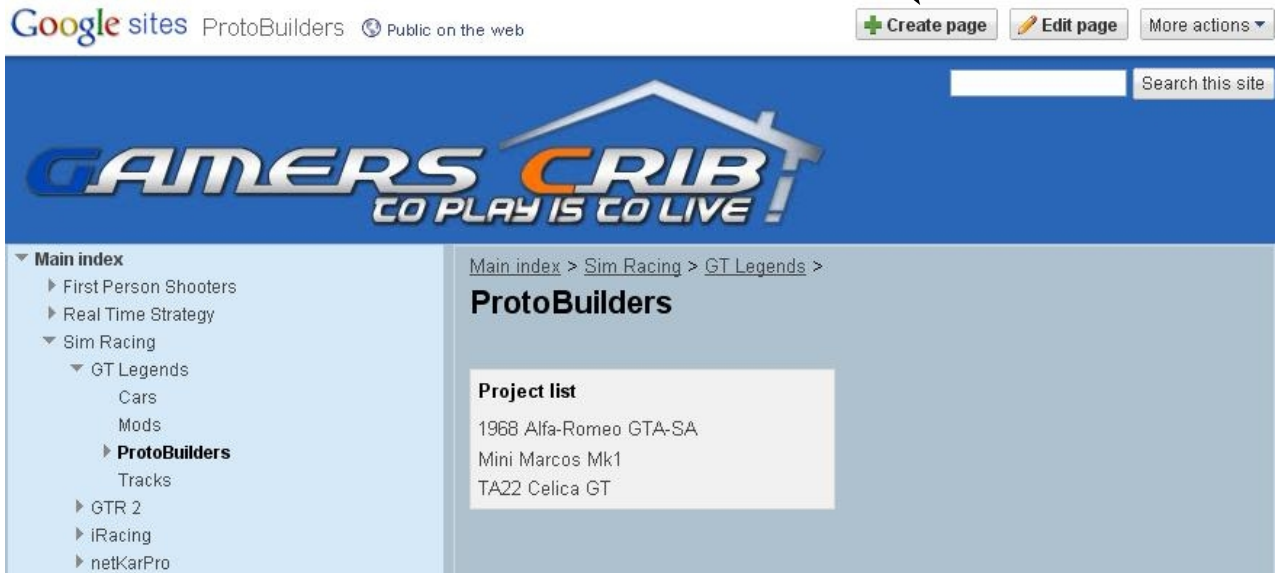 Google sites ProtoBuilders Public on the web
Create page Edit page More actions
Search this site
GAMERS CRIB
TO PLAY IS TO LIVE
Main index
First Person Shooters
Real Time Strategy
Sim Racing
GT Legends
Cars
Mods
ProtoBuilders
Tracks
GTR 2
iRacing
netKarPro
Main index > Sim Racing > GT Legends >
ProtoBuilders
Project list
1968 Alfa-Romeo GTA-SA
Mini Marcos Mk1
TA22 Celica GT